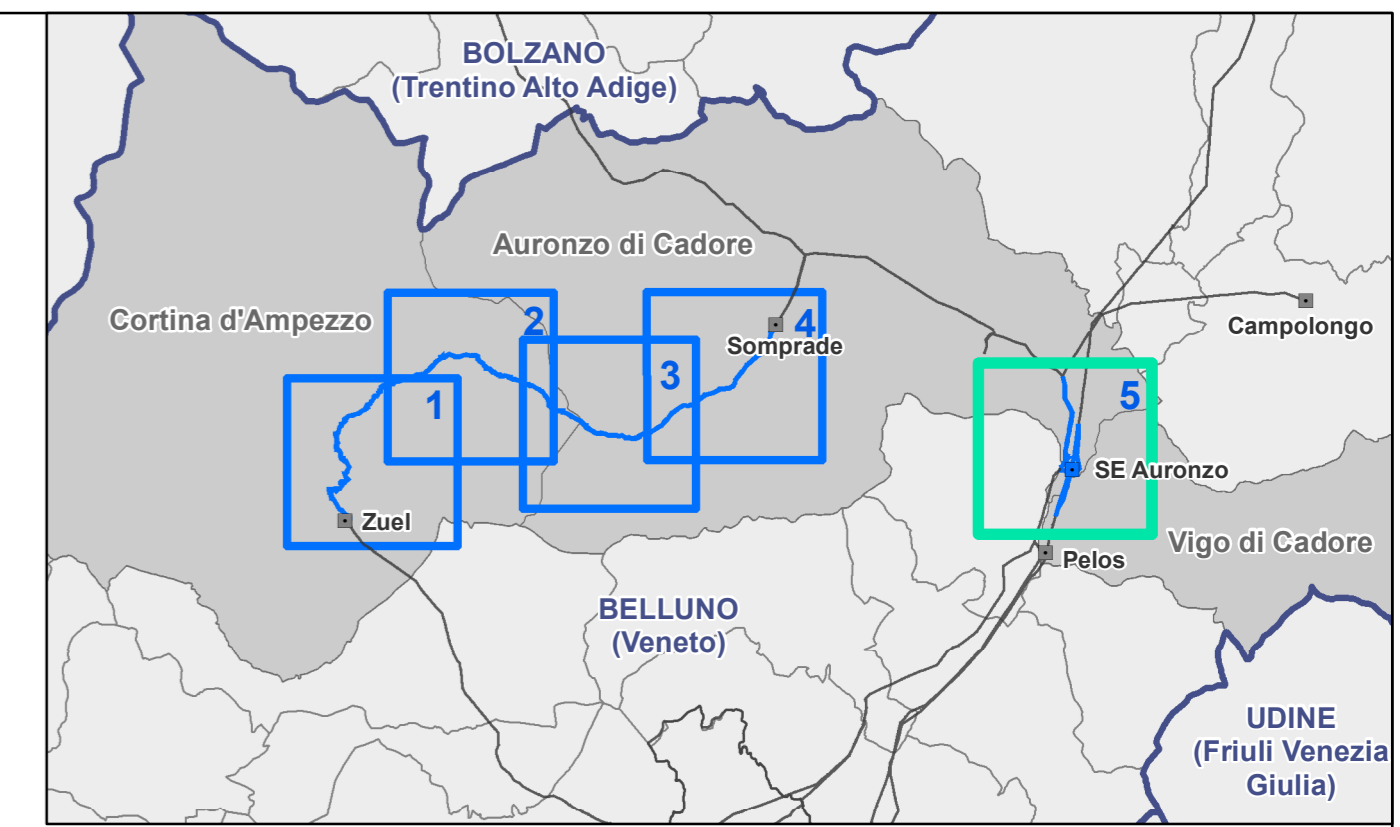 BOLZANO
(Trentino Alto Adige)
Auronzo di Cadore
Cortina d'Ampezzo
2
4
Somprade
Campolongo
3
1
5
SE Auronzo
Zuel
Vigo di Cadore
Pelos
BELLUNO
(Veneto)
UDINE
(Friuli Venezia
Giulia)